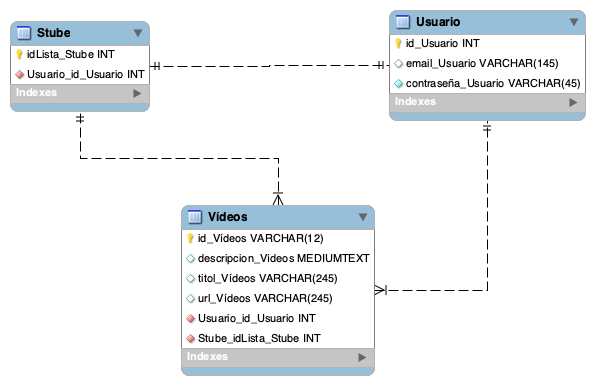 Stube
idLista_Stube INT
Usuario_id_Usuario INT
Indexes
Usuario
id_Usuario INT
email_Usuario VARCHAR(145)
contraseña_Usuario VARCHAR(45)
Indexes
Vídeos
id_Vídeos VARCHAR(12)
descripcion_Vídeos MEDIUMTEXT
titol_Vídeos VARCHAR(245)
url_Vídeos VARCHAR(245)
Usuario_id_Usuario INT
Stube_idLista_Stube INT
Indexes